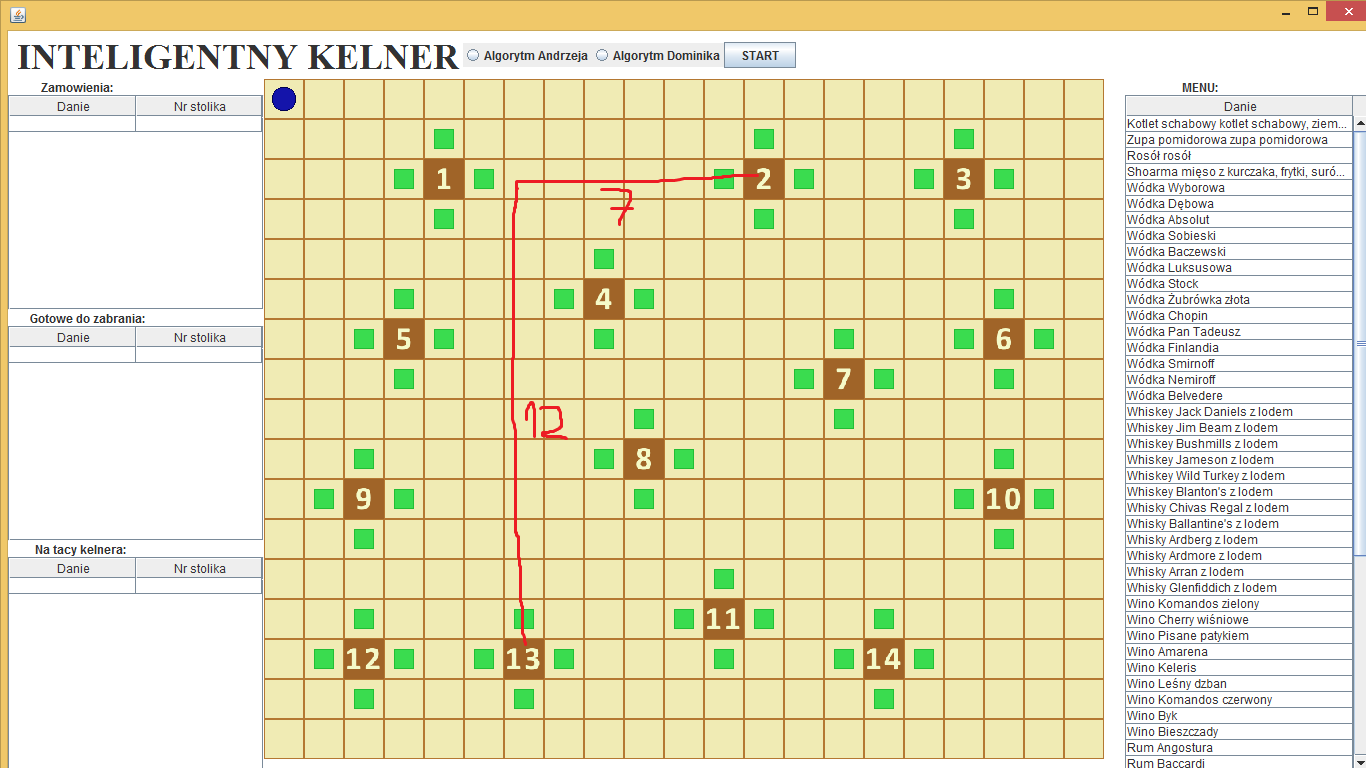 INTELIGENTNY KELNER
Algorytm Andrzeja Algorytm Dominika START
Zamowienia:
Danie Nr stolika
Gotowe do zabrania:
Danie Nr stolika
Na tacy kelnera:
Danie Nr stolika
1 2 3
7
4
5 6
7
12
8
9 10
11
12 13 14
MENU:
Danie
Kotlet schabowy kotlet schabowy, ziem...
Zupa pomidorowa zupa pomidorowa
Rosół rosół
Shoarma mięso z kurczaka, frytki, suró...
Wódka Wyborowa
Wódka Dębowa
Wódka Absolut
Wódka Sobieski
Wódka Baczewski
Wódka Luksusowa
Wódka Stock
Wódka Żubrówka złota
Wódka Chopin
Wódka Pan Tadeusz
Wódka Finlandia
Wódka Smirnoff
Wódka Nemiroff
Wódka Belvedere
Whiskey Jack Daniels z lodem
Whiskey Jim Beam z lodem
Whiskey Bushmills z lodem
Whiskey Jameson z lodem
Whiskey Wild Turkey z lodem
Whiskey Blanton's z lodem
Whisky Chivas Regal z lodem
Whisky Ballantine's z lodem
Whisky Ardberg z lodem
Whisky Ardmore z lodem
Whisky Arran z lodem
Whisky Glenfiddich z lodem
Wino Komandos zielony
Wino Cherry wiśniowe
Wino Pisane patykiem
Wino Amarena
Wino Keleris
Wino Leśny dzban
Wino Komandos czerwony
Wino Byk
Wino Bieszczady
Rum Angostura
Rum Baccardi